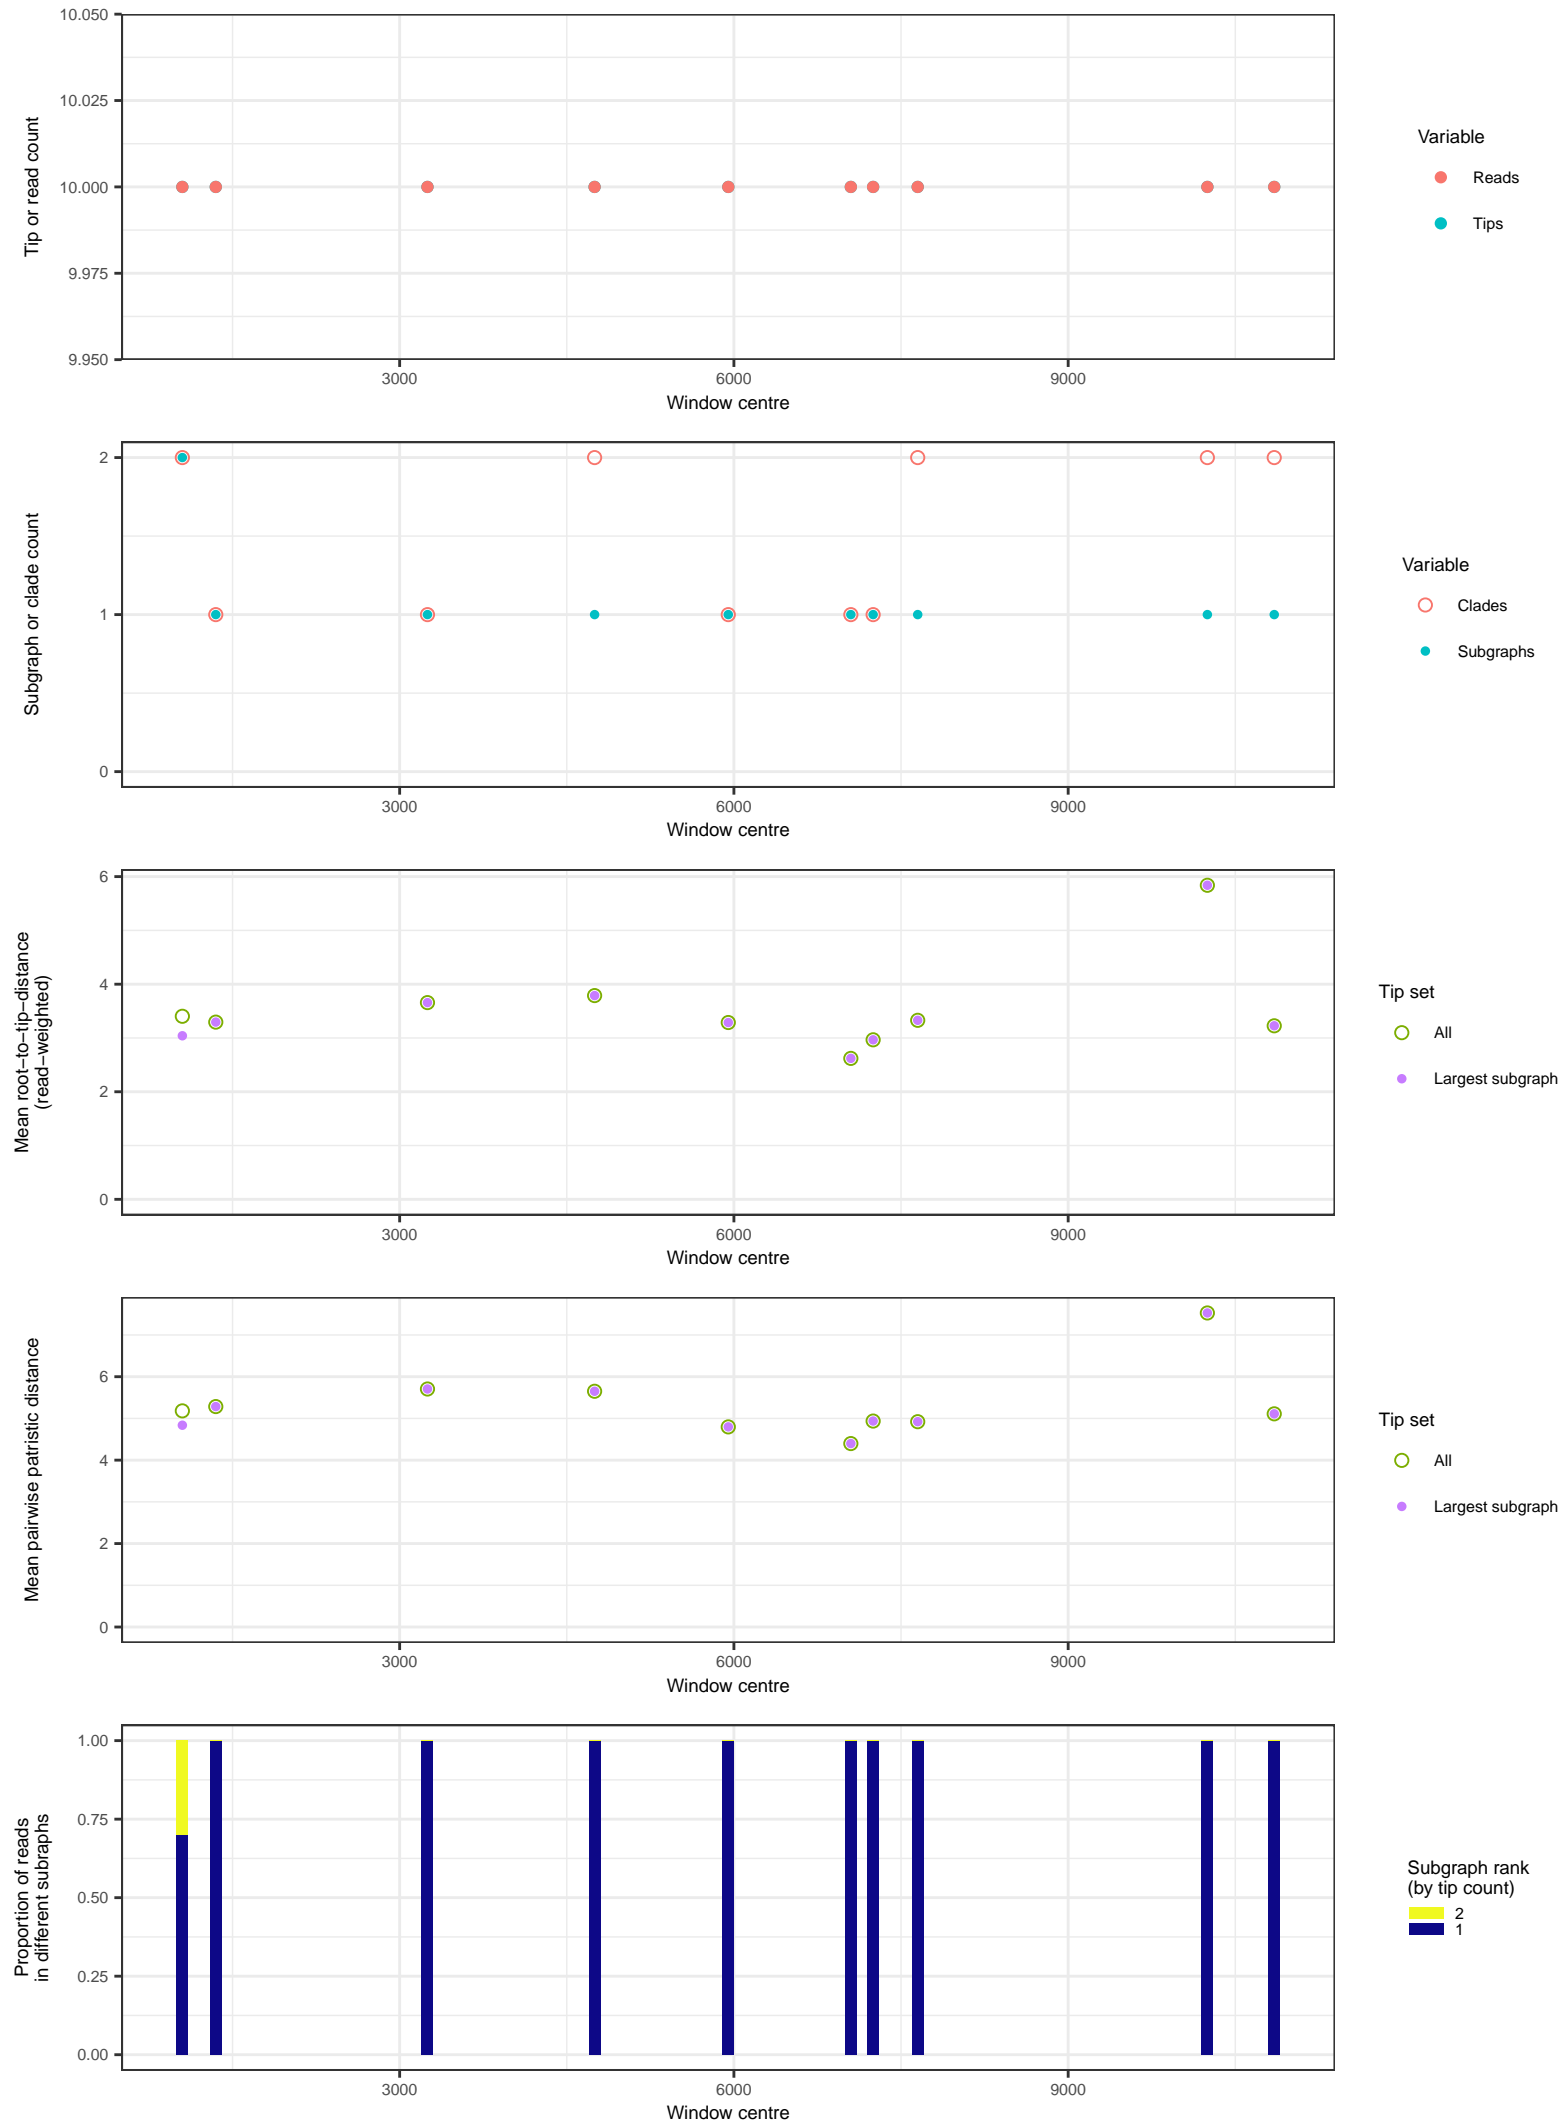 10.050
10.025
10.000
9.975
9.950
Tip or read count
3000
6000
9000
Window centre
Variable
Reads
Tips
2
1
0
Subgraph or clade count
3000
6000
9000
Window centre
Variable
Clades
Subgraphs
6
4
2
0
Mean root−to−tip−distance
(read−weighted)
3000
6000
9000
Window centre
Tip set
All
Largest subgraph
6
4
2
0
Mean pairwise patristic distance
3000
6000
9000
Window centre
Tip set
All
Largest subgraph
1.00
0.75
0.50
0.25
0.00
Proportion of reads
in different subraphs
3000
6000
9000
Window centre
Subgraph rank
(by tip count)
2
1